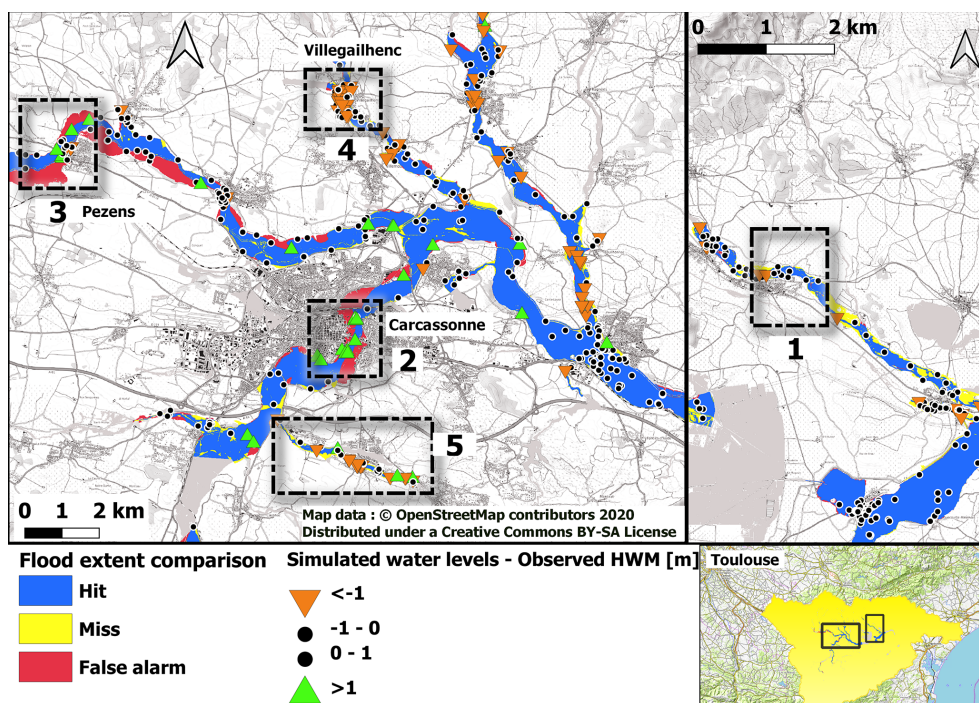 Villegailhenc
4
3
Pezens
Carcassonne
2
5
0 1 2 km
Map data : © OpenStreetMap contributors 2020
Distributed under a Creative Commons BY-SA License
0 1 2 km
1
Flood extent comparison
Hit
Miss
False alarm
Simulated water levels - Observed HWM [m]
<-1
-1 - 0
0 - 1
>1
Toulouse